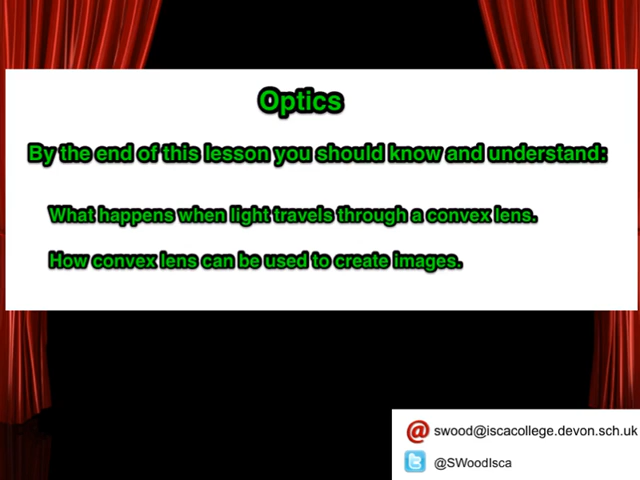 Optics
By the end of this lesson you should know and understand:
What happens when light travels through a convex lens.
How convex lens can be used to create images.
@ swood@iscacollege.devon.sch.uk
@SWoodIsca